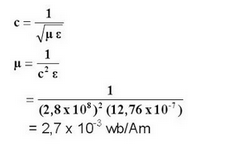 c = 1 / √μ ε
μ = 1 / c² ε
= 1 / (2,8 x 10⁸)² (12,76 x 10⁻⁷)
= 2,7 x 10⁻³ wb/Am